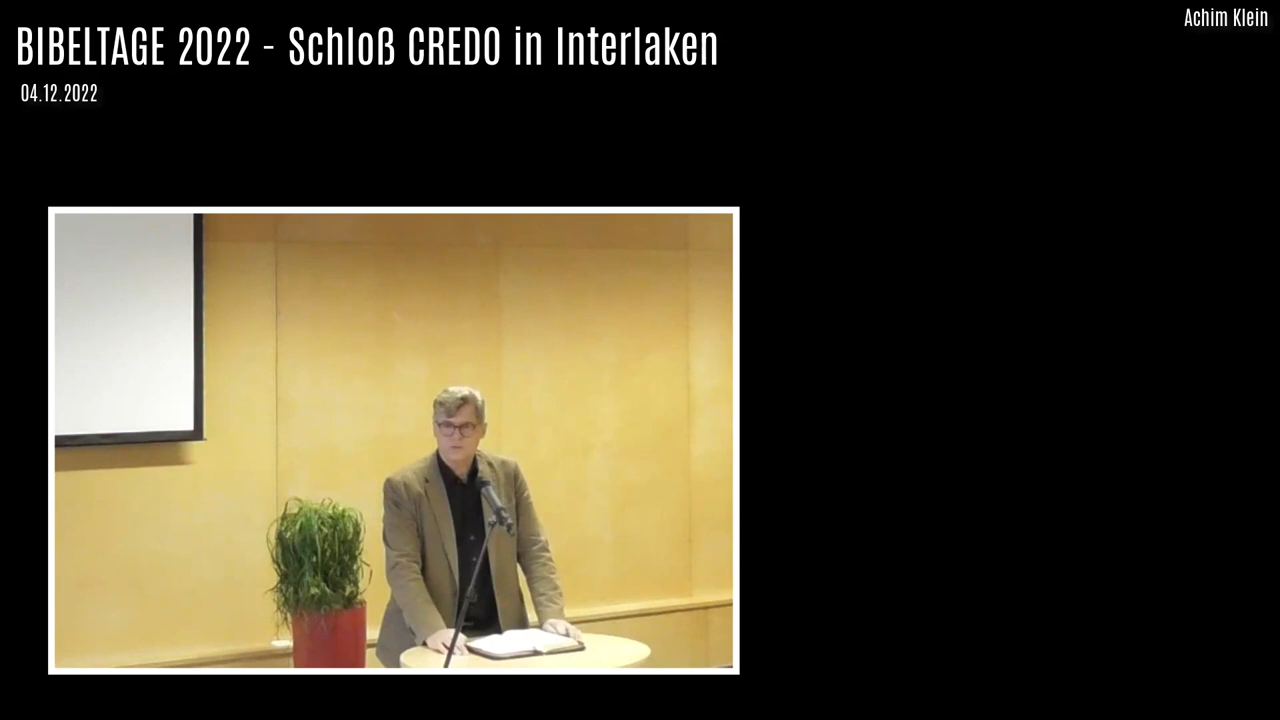 BIBELTAGE 2022 - Schloß CREDO in Interlaken
Achim Klein
04.12.2022